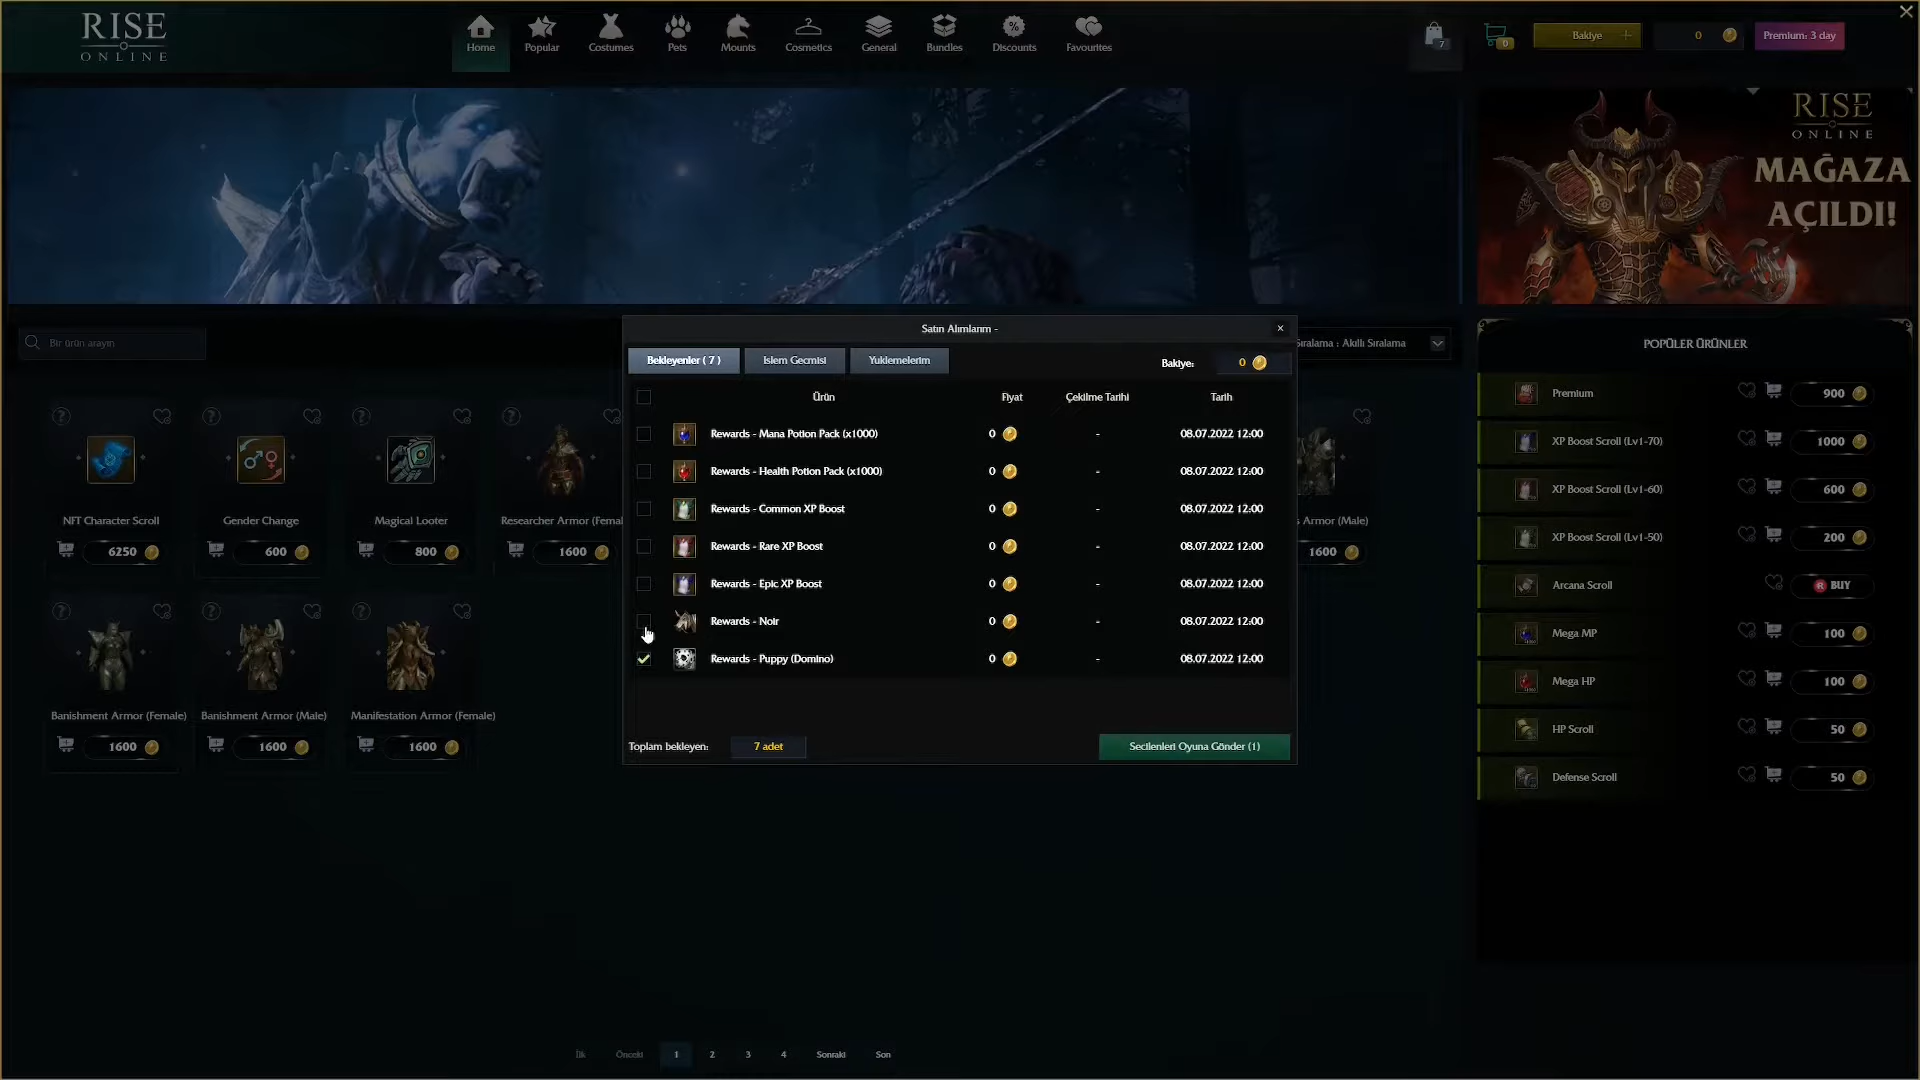 RISE
ONLINE
Home
Popular
Costumes
Pets
Mounts
Cosmetics
General
Bundles
Discounts
Favourites
7
0
Bakiye +
0
Premium: 3 day
RISE
ONLINE
MAĞAZA
AÇILDI!
Bir ürün arayın
Sıralama : Akıllı Sıralama
NFT Character Scroll
6250
Gender Change
600
Magical Looter
800
Researcher Armor (Femal
1600
s Armor (Male)
1600
Banishment Armor (Female)
1600
Banishment Armor (Male)
1600
Manifestation Armor (Female)
1600
Satın Alımlarım -
Bekleyenler ( 7 )
Islem Gecmisi
Yuklemelerim
Bakiye:
0
Ürün
Fiyat
Çekilme Tarihi
Tarih
Rewards - Mana Potion Pack (x1000) 0 - 08.07.2022 12:00
Rewards - Health Potion Pack (x1000) 0 - 08.07.2022 12:00
Rewards - Common XP Boost 0 - 08.07.2022 12:00
Rewards - Rare XP Boost 0 - 08.07.2022 12:00
Rewards - Epic XP Boost 0 - 08.07.2022 12:00
Rewards - Noir 0 - 08.07.2022 12:00
Rewards - Puppy (Domino) 0 - 08.07.2022 12:00
Toplam bekleyen:
7 adet
Secilenleri Oyuna Gönder (1)
POPÜLER ÜRÜNLER
Premium 900
XP Boost Scroll (Lv1-70) 1000
XP Boost Scroll (Lv1-60) 600
XP Boost Scroll (Lv1-50) 200
Arcana Scroll BUY
Mega MP 100
Mega HP 100
HP Scroll 50
Defense Scroll 50
İlk
Önceki
1
2
3
4
Sonraki
Son